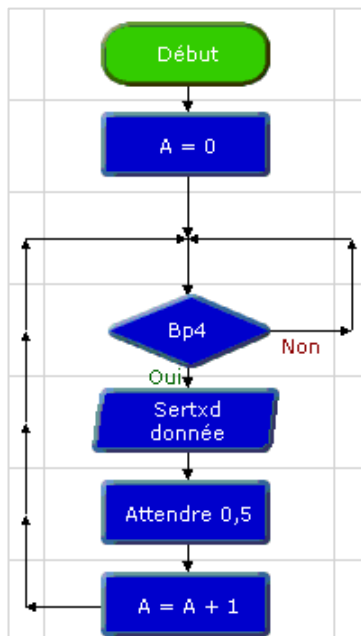 Début
A = 0
Bp4
Non
Oui
Sertxd
donnée
Attendre 0,5
A = A + 1